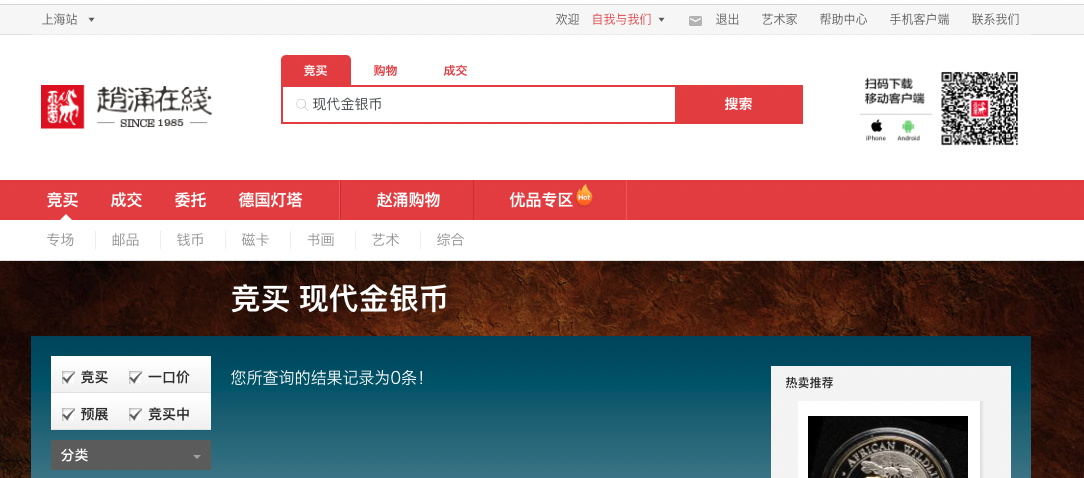 上海站
欢迎 自我与我们 退出 艺术家 帮助中心 手机客户端 联系我们
竞买 购物 成交
趙涌在綫
SINCE 1985
现代金银币
搜索
扫码下载
移动客户端
iPhone Android
竞买 成交 委托 德国灯塔 赵涌购物 优品专区 Hot
专场 邮品 钱币 磁卡 书画 艺术 综合
竞买 现代金银币
竞买 一口价
预展 竞买中
分类
您所查询的结果记录为0条!
热卖推荐
AFRICAN WILDLI